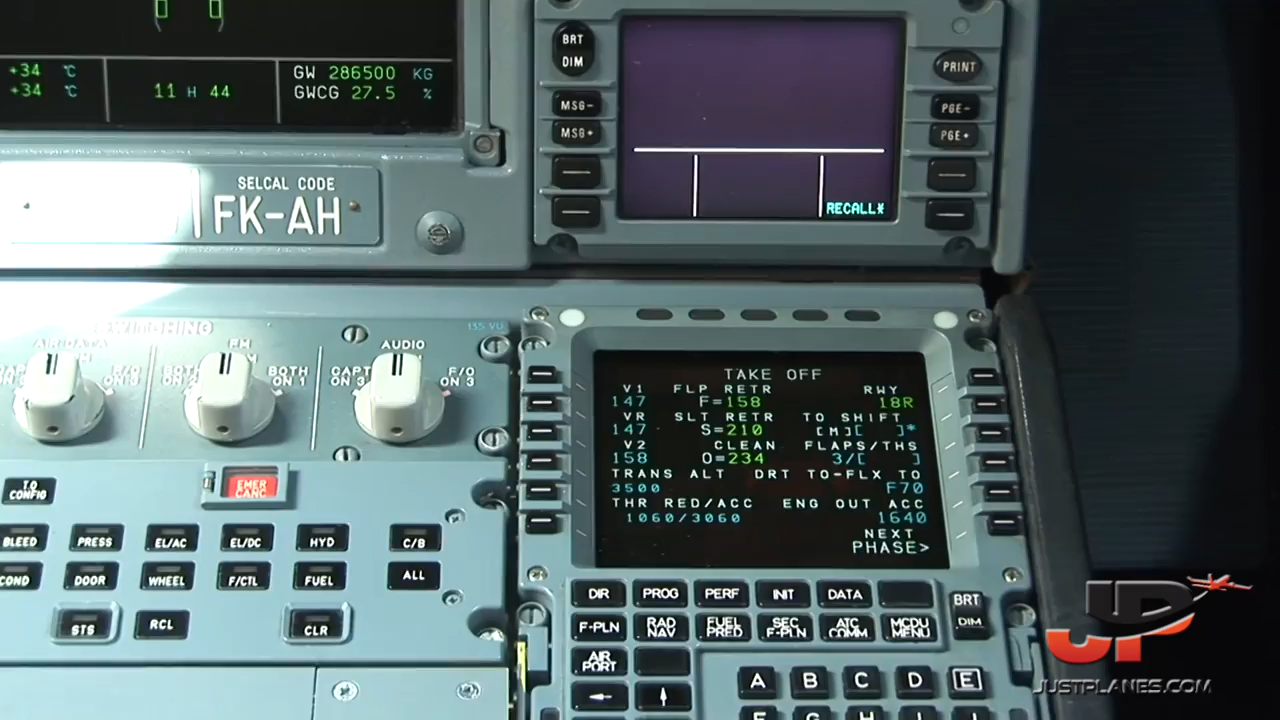 +34 °C
+34 °C
11 H 44
GW 286500 KG
GWCG 27.5 %
BRT
DIM
MSG-
MSG+
PRINT
PGE-
PGE+
RECALL*
SELCAL CODE
FK-AH
135 VU
SWITCHING
AIR DATA
F/O
ON 3
BOTH
ON 2
BOTH
ON 1
AUDIO
CAPT
ON 3
F/O
ON 3
TAKE OFF
V1 FLP RETR RWY
147 F=158 18R
VR SLT RETR TO SHIFT
147 S=210 [M][ ]*
V2 CLEAN FLAPS/THS
158 O=234 3/[ ]
TRANS ALT DRT TO-FLX TO
3500 F70
THR RED/ACC ENG OUT ACC
1060/3060 1640
NEXT
PHASE>
TO
CONFIG
EMER
CANC
BLEED PRESS EL/AC EL/DC HYD C/B
COND DOOR WHEEL F/CTL FUEL ALL
STS RCL CLR
DIR PROG PERF INIT DATA
BRT
DIM
F-PLN RAD NAV FUEL PRED SEC F-PLN ATC COMM MCDU MENU
AIR PORT
← ↑
A B C D E
JP
JUSTPLANES.COM